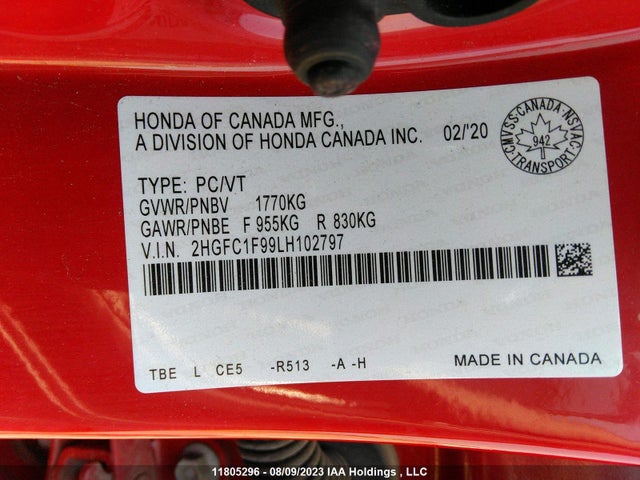 HONDA OF CANADA MFG.,
A DIVISION OF HONDA CANADA INC. 02/'20
CMVSS·CANADA·NSVAC
942
TRANSPORT
TYPE: PC/VT
GVWR/PNBV 1770KG
GAWR/PNBE F 955KG R 830KG
V.I.N. 2HGFC1F99LH102797
TBE L CE5 -R513 -A -H MADE IN CANADA
11805296 - 08/09/2023 IAA Holdings , LLC